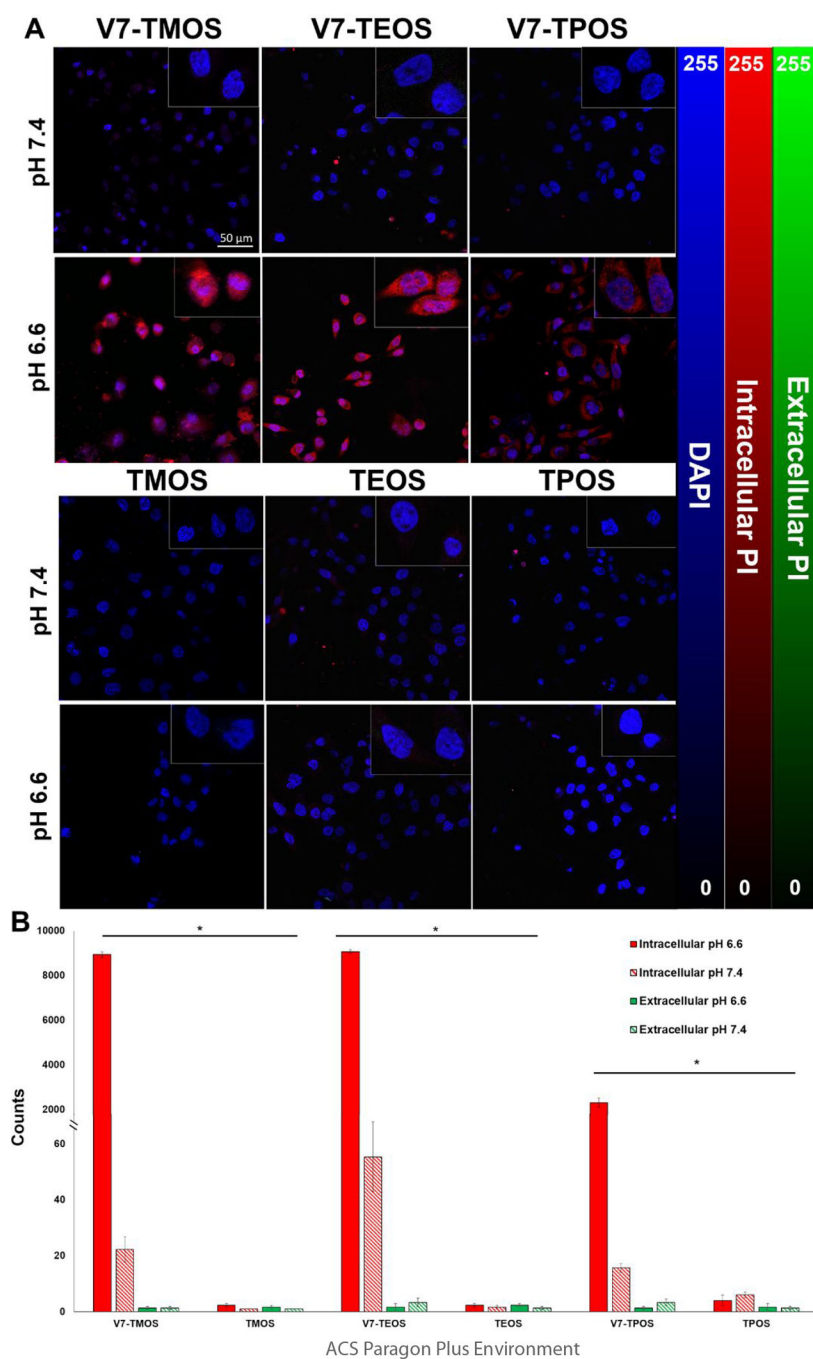 A
V7-TMOS V7-TEOS V7-TPOS
255 255 255
pH 7.4
50 µm
pH 6.6
DAPI
Intracellular PI
Extracellular PI
TMOS TEOS TPOS
pH 7.4
pH 6.6
0 0 0
B
10000
8000
6000
4000
2000
60
40
20
0
Counts
*
*
*
Intracellular pH 6.6
Intracellular pH 7.4
Extracellular pH 6.6
Extracellular pH 7.4
V7-TMOS TMOS V7-TEOS TEOS V7-TPOS TPOS
ACS Paragon Plus Environment